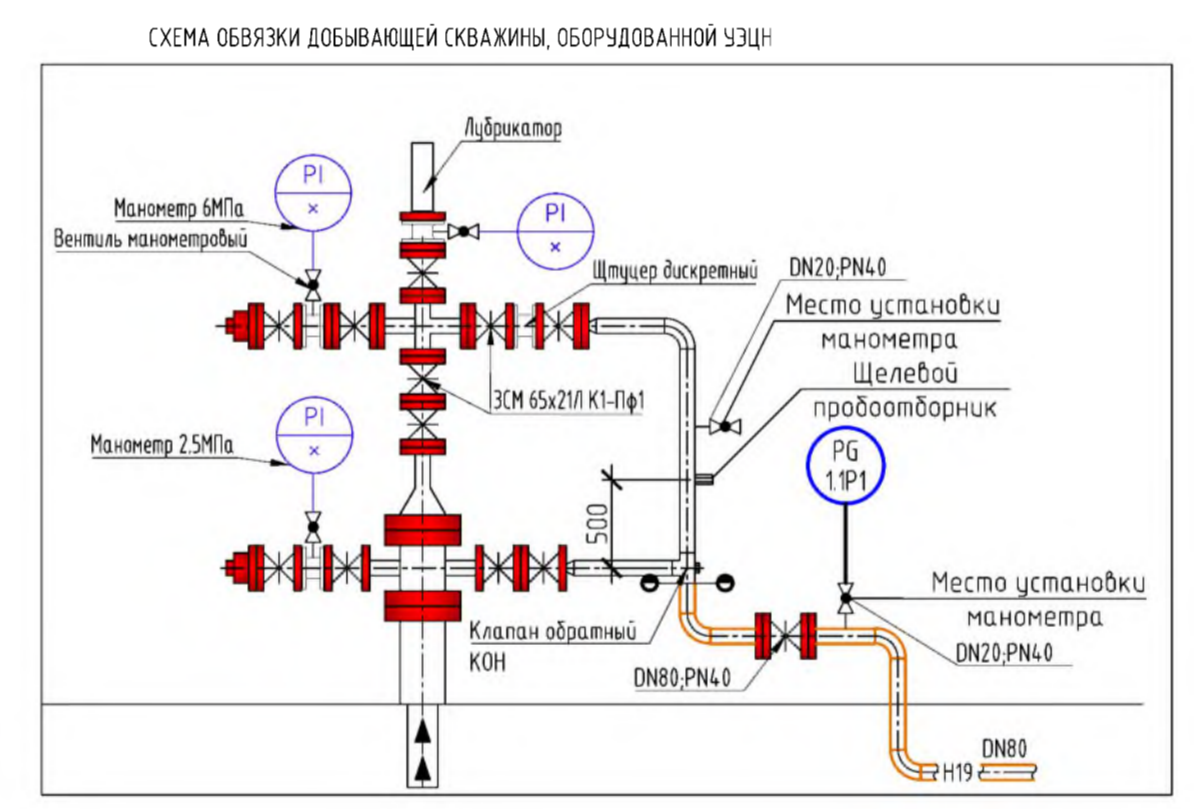 СХЕМА ОБВЯЗКИ ДОБЫВАЮЩЕЙ СКВАЖИНЫ, ОБОРУДОВАННОЙ УЭЦН
Лубрикатор
PI
×
Манометр 6МПа
Вентиль манометровый
PI
×
Штуцер дискретный
DN20;PN40
Место установки
манометра
Щелевой
пробоотборник
ЗСМ 65х21Л К1-Пф1
PI
×
Манометр 2.5МПа
PG
1.1P1
500
Место установки
манометра
Клапан обратный
КОН
DN20;PN40
DN80;PN40
DN80
Н19